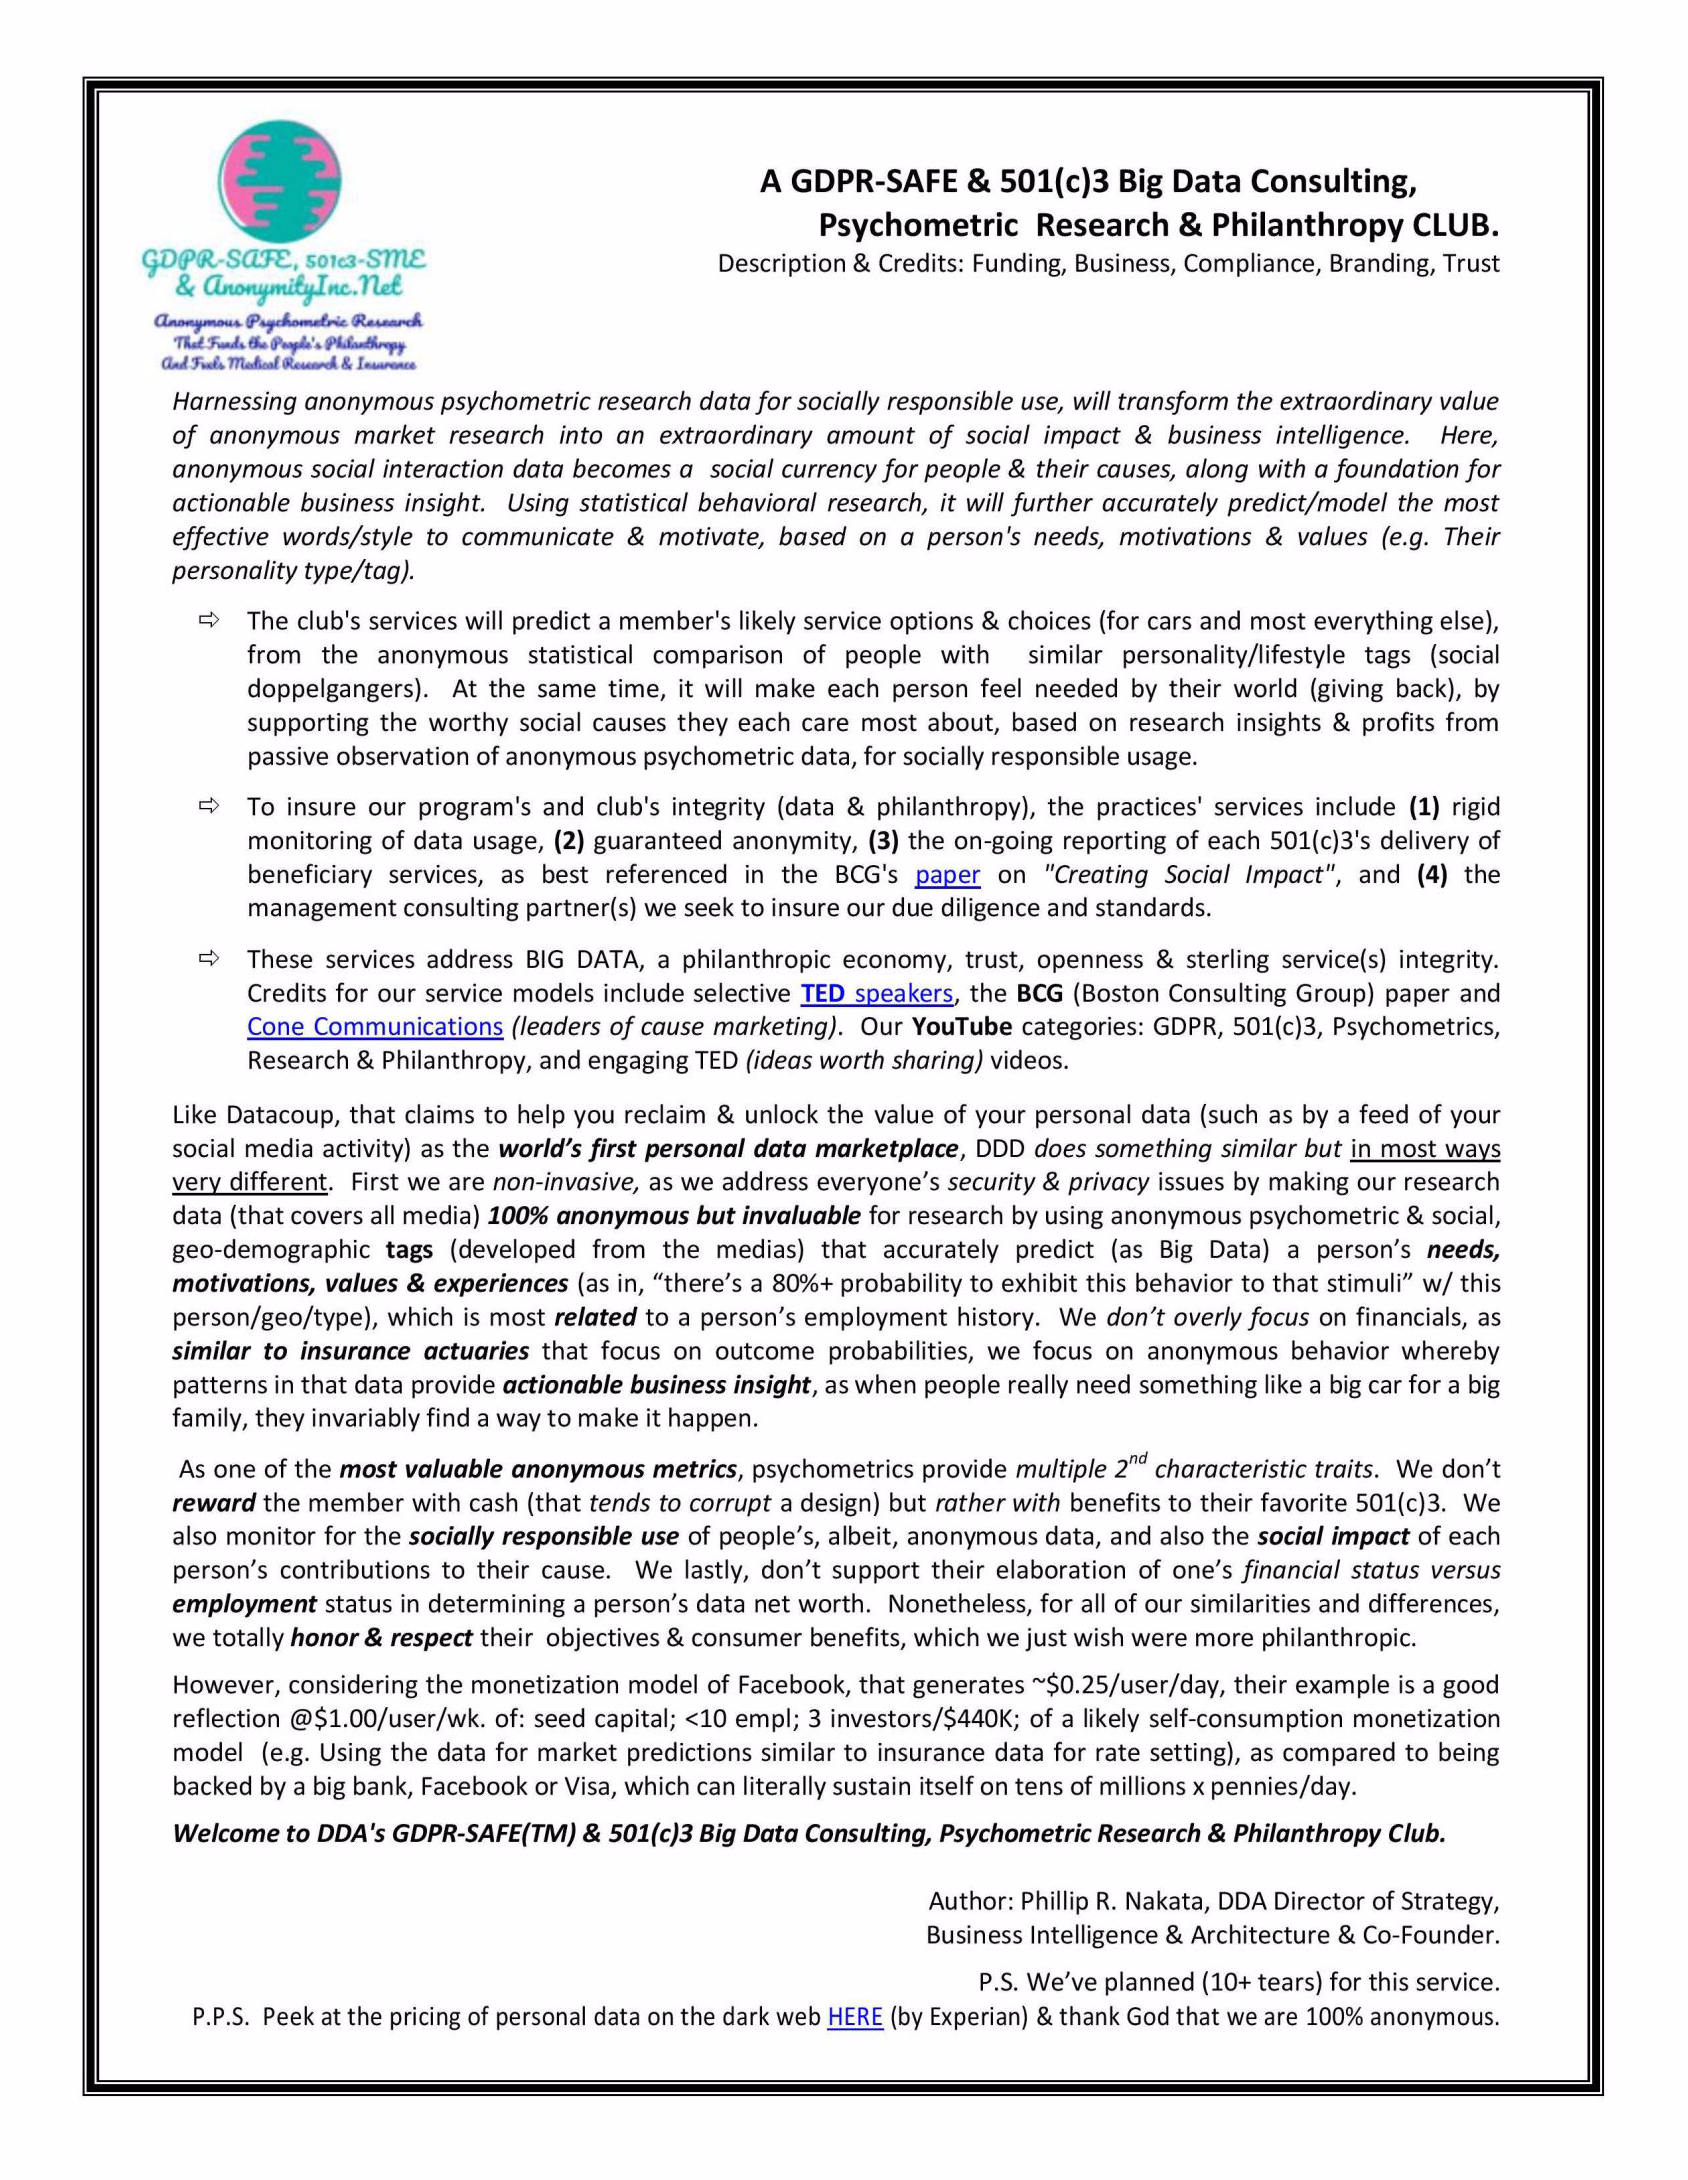 GDPR-SAFE, 501c3-SME
& AnonymityInc.Net
Anonymous Psychometric Research
That Funds the People's Philanthropy
And Fuels Medical Research & Insurance
A GDPR-SAFE & 501(c)3 Big Data Consulting,
Psychometric Research & Philanthropy CLUB.
Description & Credits: Funding, Business, Compliance, Branding, Trust
Harnessing anonymous psychometric research data for socially responsible use, will transform the extraordinary value
of anonymous market research into an extraordinary amount of social impact & business intelligence. Here,
anonymous social interaction data becomes a social currency for people & their causes, along with a foundation for
actionable business insight. Using statistical behavioral research, it will further accurately predict/model the most
effective words/style to communicate & motivate, based on a person's needs, motivations & values (e.g. Their
personality type/tag).
⇨ The club's services will predict a member's likely service options & choices (for cars and most everything else),
from the anonymous statistical comparison of people with similar personality/lifestyle tags (social
doppelgangers). At the same time, it will make each person feel needed by their world (giving back), by
supporting the worthy social causes they each care most about, based on research insights & profits from
passive observation of anonymous psychometric data, for socially responsible usage.
⇨ To insure our program's and club's integrity (data & philanthropy), the practices' services include (1) rigid
monitoring of data usage, (2) guaranteed anonymity, (3) the on-going reporting of each 501(c)3's delivery of
beneficiary services, as best referenced in the BCG's paper on "Creating Social Impact", and (4) the
management consulting partner(s) we seek to insure our due diligence and standards.
⇨ These services address BIG DATA, a philanthropic economy, trust, openness & sterling service(s) integrity.
Credits for our service models include selective TED speakers, the BCG (Boston Consulting Group) paper and
Cone Communications (leaders of cause marketing). Our YouTube categories: GDPR, 501(c)3, Psychometrics,
Research & Philanthropy, and engaging TED (ideas worth sharing) videos.
Like Datacoup, that claims to help you reclaim & unlock the value of your personal data (such as by a feed of your
social media activity) as the world's first personal data marketplace, DDD does something similar but in most ways
very different. First we are non-invasive, as we address everyone's security & privacy issues by making our research
data (that covers all media) 100% anonymous but invaluable for research by using anonymous psychometric & social,
geo-demographic tags (developed from the medias) that accurately predict (as Big Data) a person's needs,
motivations, values & experiences (as in, “there's a 80%+ probability to exhibit this behavior to that stimuli” w/ this
person/geo/type), which is most related to a person's employment history. We don't overly focus on financials, as
similar to insurance actuaries that focus on outcome probabilities, we focus on anonymous behavior whereby
patterns in that data provide actionable business insight, as when people really need something like a big car for a big
family, they invariably find a way to make it happen.
As one of the most valuable anonymous metrics, psychometrics provide multiple 2nd characteristic traits. We don't
reward the member with cash (that tends to corrupt a design) but rather with benefits to their favorite 501(c)3. We
also monitor for the socially responsible use of people's, albeit, anonymous data, and also the social impact of each
person's contributions to their cause. We lastly, don't support their elaboration of one's financial status versus
employment status in determining a person's data net worth. Nonetheless, for all of our similarities and differences,
we totally honor & respect their objectives & consumer benefits, which we just wish were more philanthropic.
However, considering the monetization model of Facebook, that generates ~$0.25/user/day, their example is a good
reflection @$1.00/user/wk. of: seed capital; <10 empl; 3 investors/$440K; of a likely self-consumption monetization
model (e.g. Using the data for market predictions similar to insurance data for rate setting), as compared to being
backed by a big bank, Facebook or Visa, which can literally sustain itself on tens of millions x pennies/day.
Welcome to DDA's GDPR-SAFE(TM) & 501(c)3 Big Data Consulting, Psychometric Research & Philanthropy Club.
Author: Phillip R. Nakata, DDA Director of Strategy,
Business Intelligence & Architecture & Co-Founder.
P.S. We've planned (10+ tears) for this service.
P.P.S. Peek at the pricing of personal data on the dark web HERE (by Experian) & thank God that we are 100% anonymous.